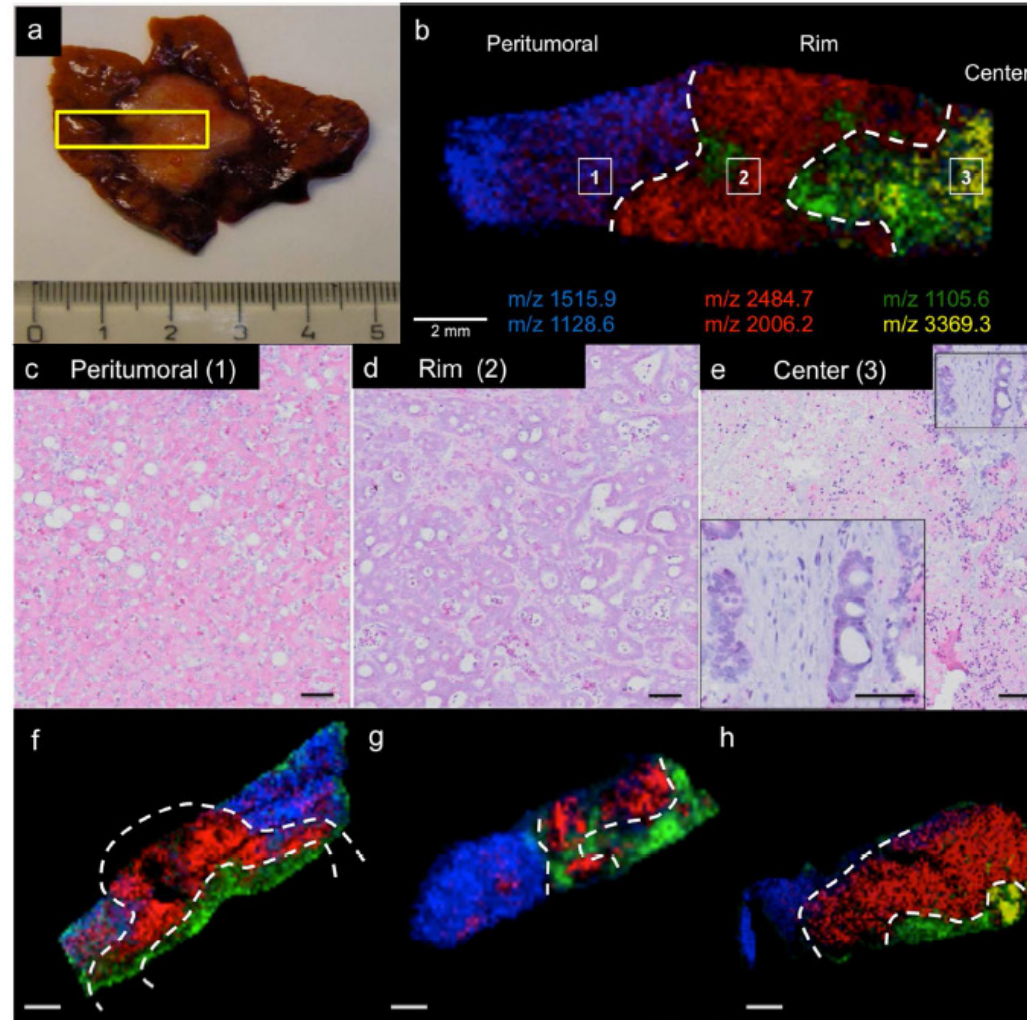 a
0 1 2 3 4 5
b
Peritumoral Rim Center
1 2 3
m/z 1515.9 m/z 2484.7 m/z 1105.6
2 mm m/z 1128.6 m/z 2006.2 m/z 3369.3
c Peritumoral (1)
d Rim (2)
e Center (3)
f
g
h